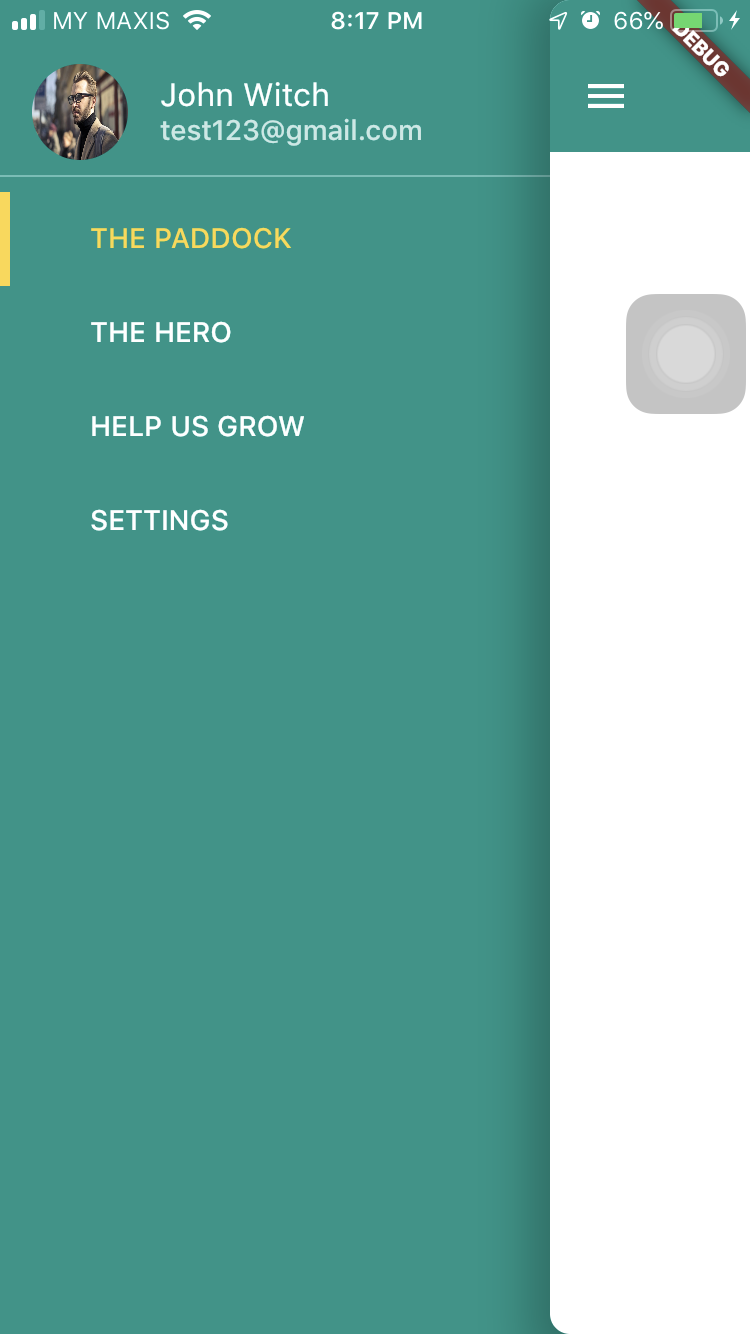 MY MAXIS 8:17 PM 66%
DEBUG
John Witch
test123@gmail.com
THE PADDOCK
THE HERO
HELP US GROW
SETTINGS